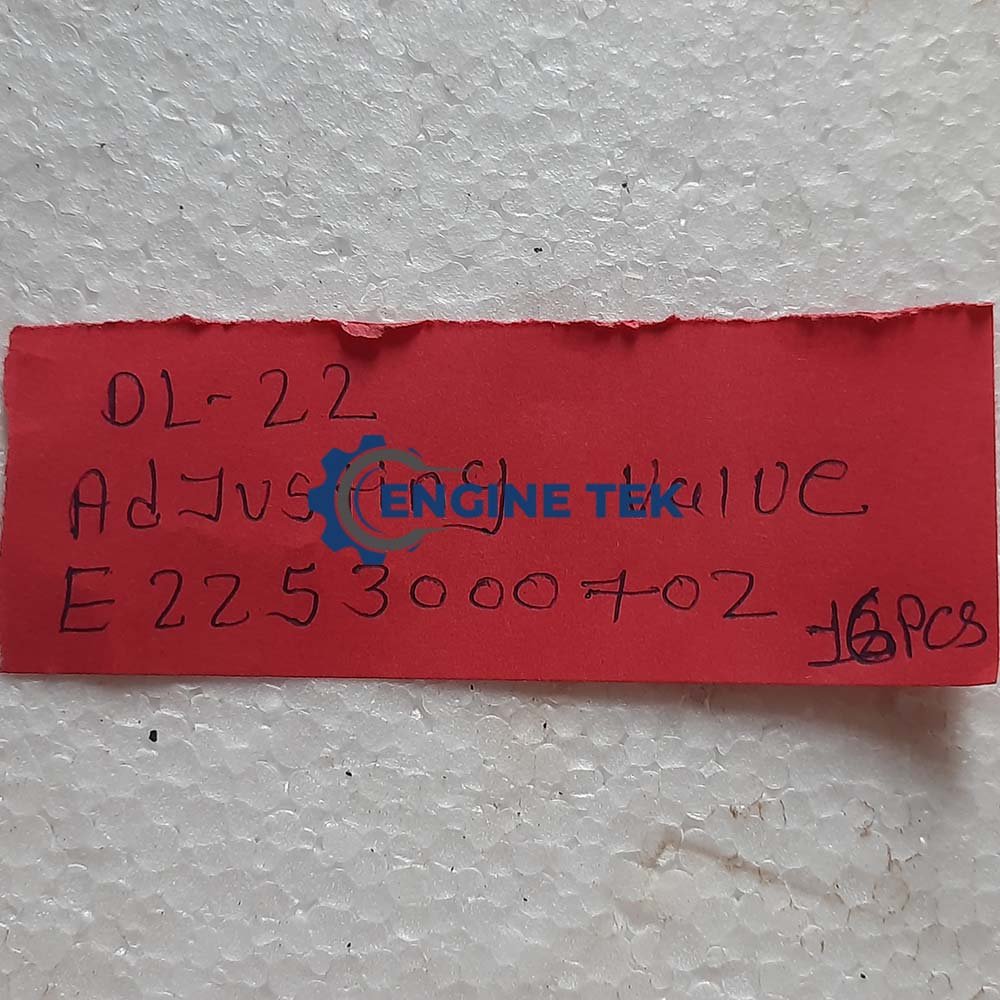 DL-22
Adjusting Valve
ENGINE TEK
E2253000702
16PCS